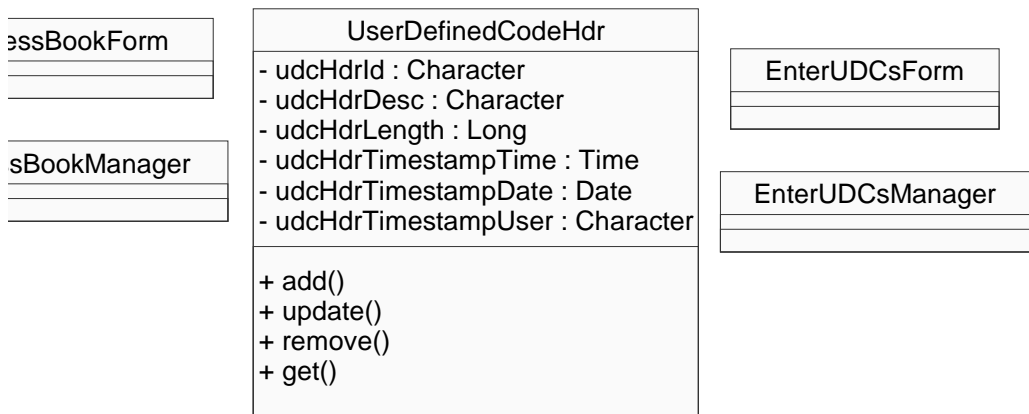 essBookForm
sBookManager
UserDefinedCodeHdr
- udcHdrId : Character
- udcHdrDesc : Character
- udcHdrLength : Long
- udcHdrTimestampTime : Time
- udcHdrTimestampDate : Date
- udcHdrTimestampUser : Character
+ add()
+ update()
+ remove()
+ get()
EnterUDCsForm
EnterUDCsManager